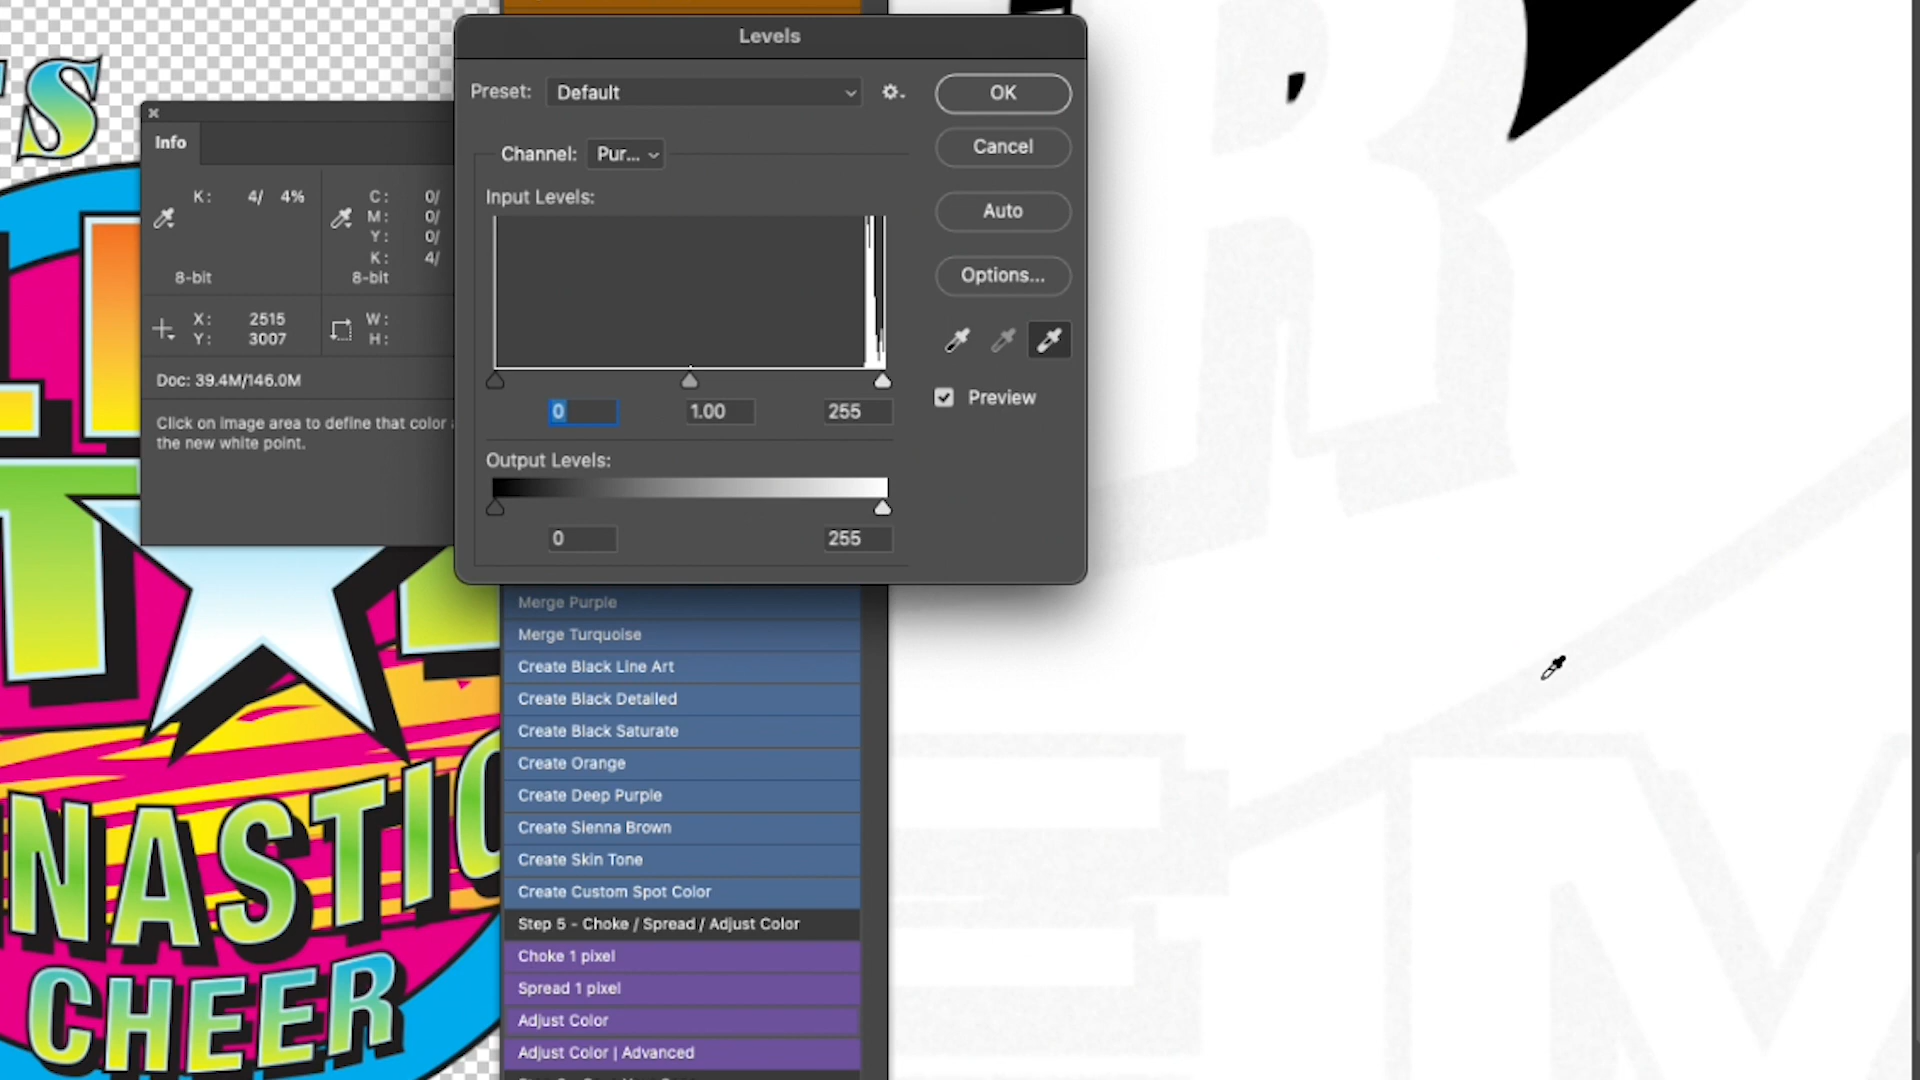 S
Info
K: 4/ 4%
C: 0/
M: 0/
Y: 0/
K: 4/
8-bit
8-bit
X: 2515
Y: 3007
W:
H:
Doc: 39.4M/146.0M
Click on image area to define that color
the new white point.
Levels
Preset: Default
OK
Channel: Pur...
Cancel
Input Levels:
Auto
Options...
0 1.00 255
Preview
Output Levels:
0 255
Merge Purple
Merge Turquoise
Create Black Line Art
Create Black Detailed
Create Black Saturate
Create Orange
Create Deep Purple
Create Sienna Brown
Create Skin Tone
Create Custom Spot Color
Step 5 - Choke / Spread / Adjust Color
Choke 1 pixel
Spread 1 pixel
Adjust Color
Adjust Color | Advanced
NASTIC
CHEER
R
EM